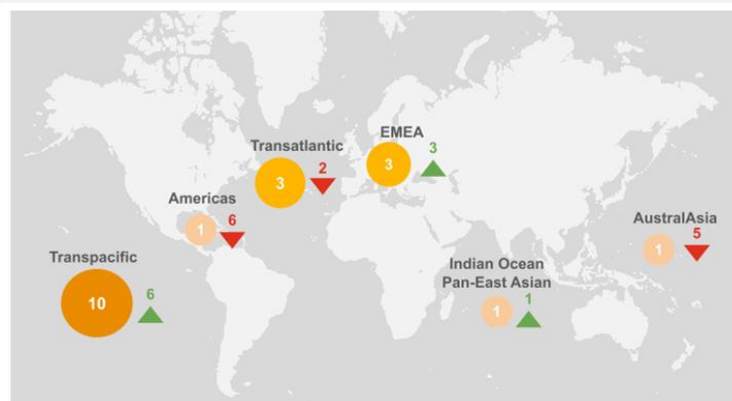 EMEA
3
3
Transatlantic
3
2
Americas
1
6
AustralAsia
1
5
Transpacific
10
6
Indian Ocean
Pan-East Asian
1
1